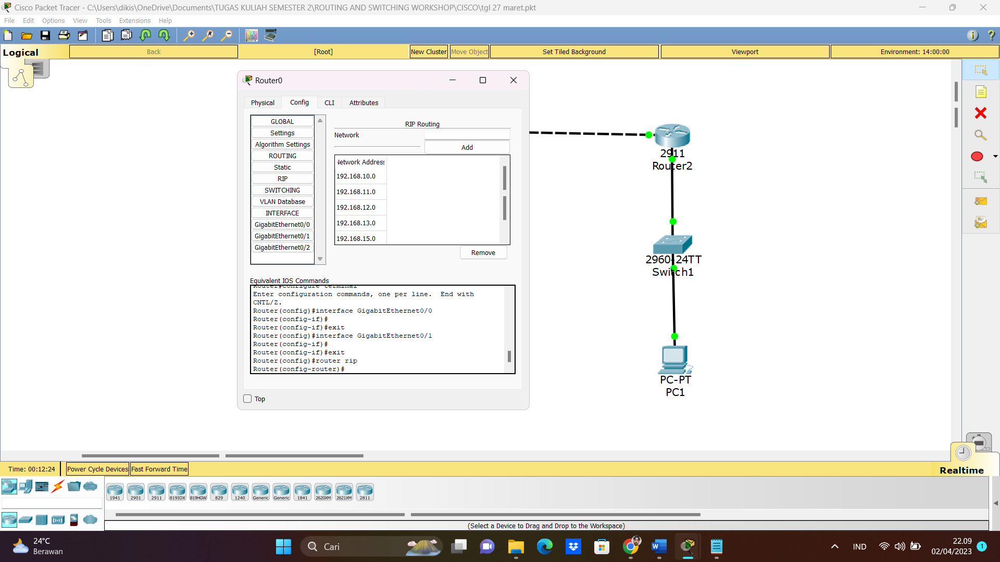 Cisco Packet Tracer - C:\Users\dikis\OneDrive\Documents\TUGAS KULIAH SEMESTER 2\ROUTING AND SWITCHING WORKSHOP\CISCO\tgl 27 maret.pkt
File Edit Options View Tools Extensions Help
Logical Back [Root] New Cluster Move Object Set Tiled Background Viewport Environment: 14:00:00
Router0
Physical Config CLI Attributes
GLOBAL
Settings
Algorithm Settings
ROUTING
Static
RIP
SWITCHING
VLAN Database
INTERFACE
GigabitEthernet0/0
GigabitEthernet0/1
GigabitEthernet0/2
RIP Routing
Network
Add
Network Address
192.168.10.0
192.168.11.0
192.168.12.0
192.168.13.0
192.168.15.0
Remove
Equivalent IOS Commands
Router#configure terminal
Enter configuration commands, one per line. End with
CNTL/Z.
Router(config)#interface GigabitEthernet0/0
Router(config-if)#
Router(config-if)#exit
Router(config)#interface GigabitEthernet0/1
Router(config-if)#
Router(config-if)#exit
Router(config)#router rip
Router(config-router)#
Top
2911
Router2
2960-24TT
Switch1
PC-PT
PC1
Time: 00:12:24 Power Cycle Devices Fast Forward Time
Realtime
1941 2901 2911 819IOX 819HGW 829 1240 Generic Generic 1841 2620XM 2621XM 2811
(Select a Device to Drag and Drop to the Workspace)
24°C
Berawan
Cari
IND
22.09
02/04/2023
1